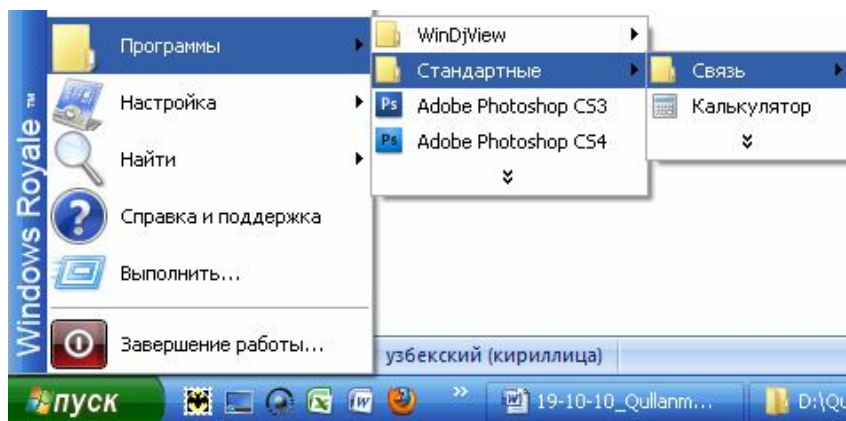 Windows Royale ™
Программы
Настройка
Найти
Справка и поддержка
Выполнить...
Завершение работы...
WinDjView
Стандартные
Adobe Photoshop CS3
Adobe Photoshop CS4
Связь
Калькулятор
узбекский (кириллица)
пуск
19-10-10_Qullanm...
D:\Qu